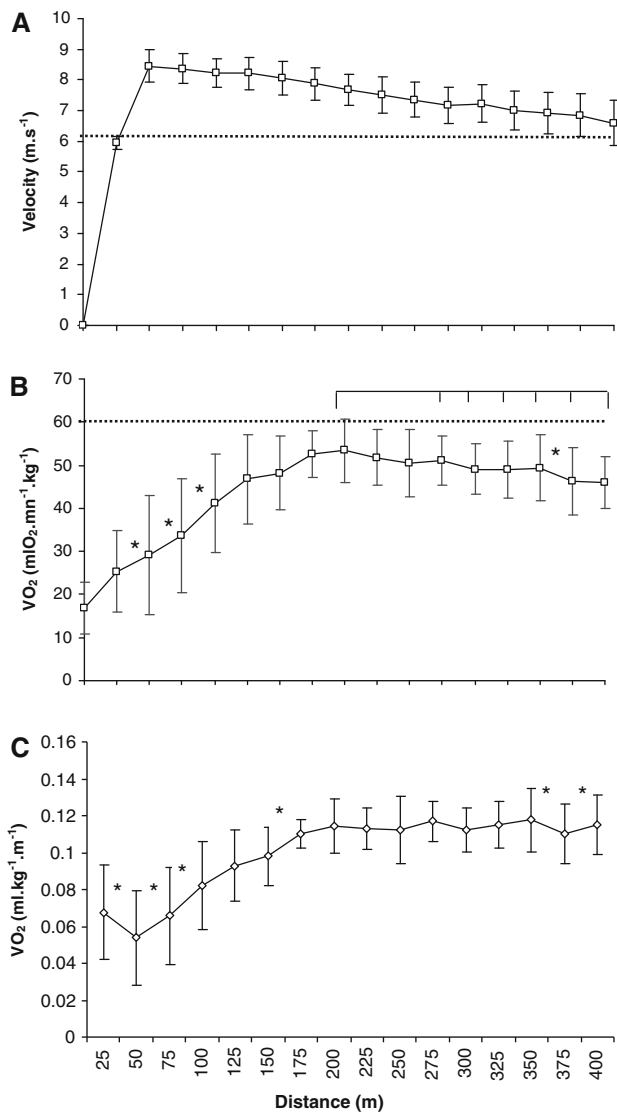 A
Velocity (m.s-1)
10
9
8
7
6
5
4
3
2
1
0
B
VO2 (mlO2.mn-1.kg-1)
70
60
50
40
30
20
10
0
* * * *
C
VO2 (ml.kg-1.m-1)
0.16
0.14
0.12
0.1
0.08
0.06
0.04
0.02
0
* * * * * *
25 50 75 100 125 150 175 200 225 250 275 300 325 350 375 400
Distance (m)